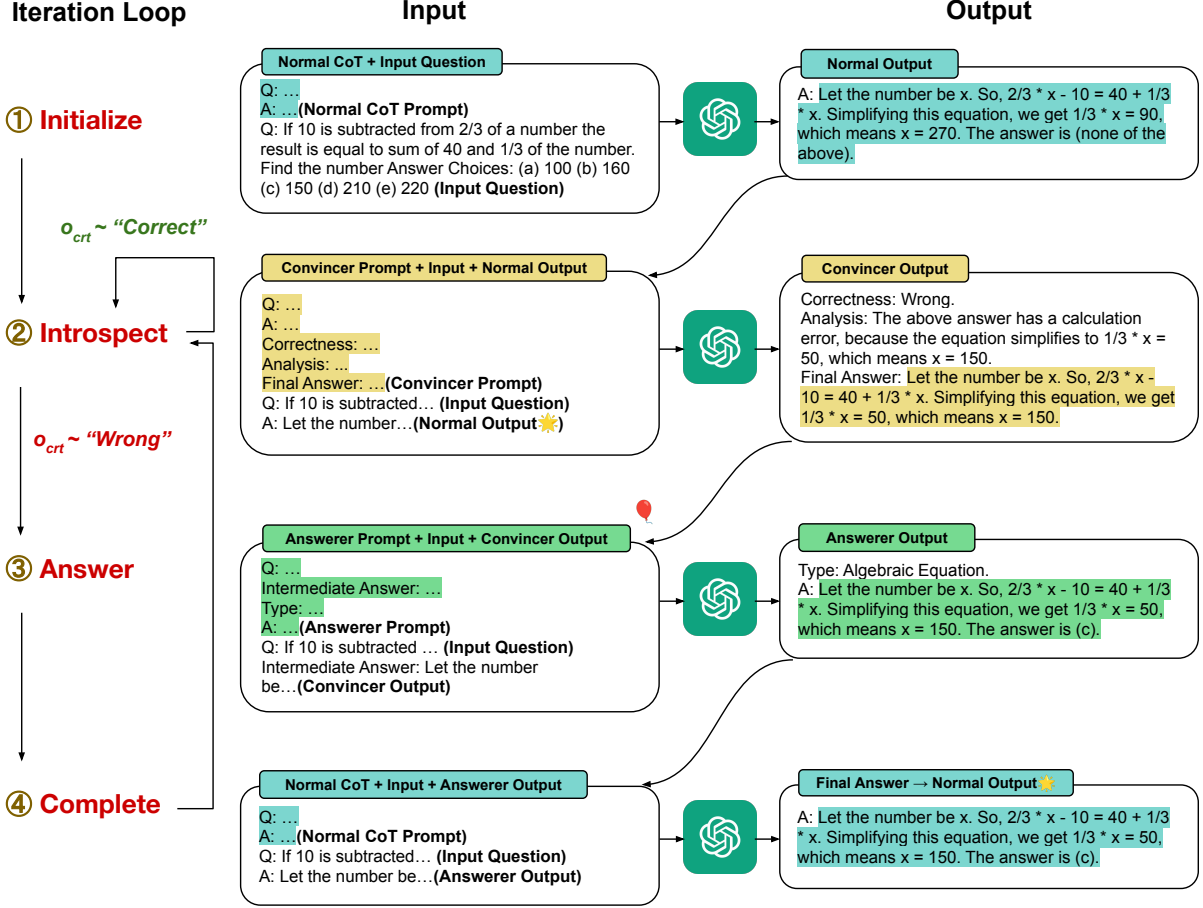 Iteration Loop
Input
Output
① Initialize
Normal CoT + Input Question
Q: …
A: …(Normal CoT Prompt)
Q: If 10 is subtracted from 2/3 of a number the
result is equal to sum of 40 and 1/3 of the number.
Find the number Answer Choices: (a) 100 (b) 160
(c) 150 (d) 210 (e) 220 (Input Question)
Normal Output
A: Let the number be x. So, 2/3 * x - 10 = 40 + 1/3
* x. Simplifying this equation, we get 1/3 * x = 90,
which means x = 270. The answer is (none of the
above).
o_crt ~ “Correct”
② Introspect
Convincer Prompt + Input + Normal Output
Q: …
A: …
Correctness: …
Analysis: ...
Final Answer: …(Convincer Prompt)
Q: If 10 is subtracted… (Input Question)
A: Let the number…(Normal Output🌟)
Convincer Output
Correctness: Wrong.
Analysis: The above answer has a calculation
error, because the equation simplifies to 1/3 * x =
50, which means x = 150.
Final Answer: Let the number be x. So, 2/3 * x -
10 = 40 + 1/3 * x. Simplifying this equation, we get
1/3 * x = 50, which means x = 150.
o_crt ~ “Wrong”
③ Answer
Answerer Prompt + Input + Convincer Output
Q: …
Intermediate Answer: …
Type: …
A: …(Answerer Prompt)
Q: If 10 is subtracted … (Input Question)
Intermediate Answer: Let the number
be…(Convincer Output)
Answerer Output
Type: Algebraic Equation.
A: Let the number be x. So, 2/3 * x - 10 = 40 + 1/3
* x. Simplifying this equation, we get 1/3 * x = 50,
which means x = 150. The answer is (c).
④ Complete
Normal CoT + Input + Answerer Output
Q: …
A: …(Normal CoT Prompt)
Q: If 10 is subtracted… (Input Question)
A: Let the number be…(Answerer Output)
Final Answer → Normal Output🌟
A: Let the number be x. So, 2/3 * x - 10 = 40 + 1/3
* x. Simplifying this equation, we get 1/3 * x = 50,
which means x = 150. The answer is (c).